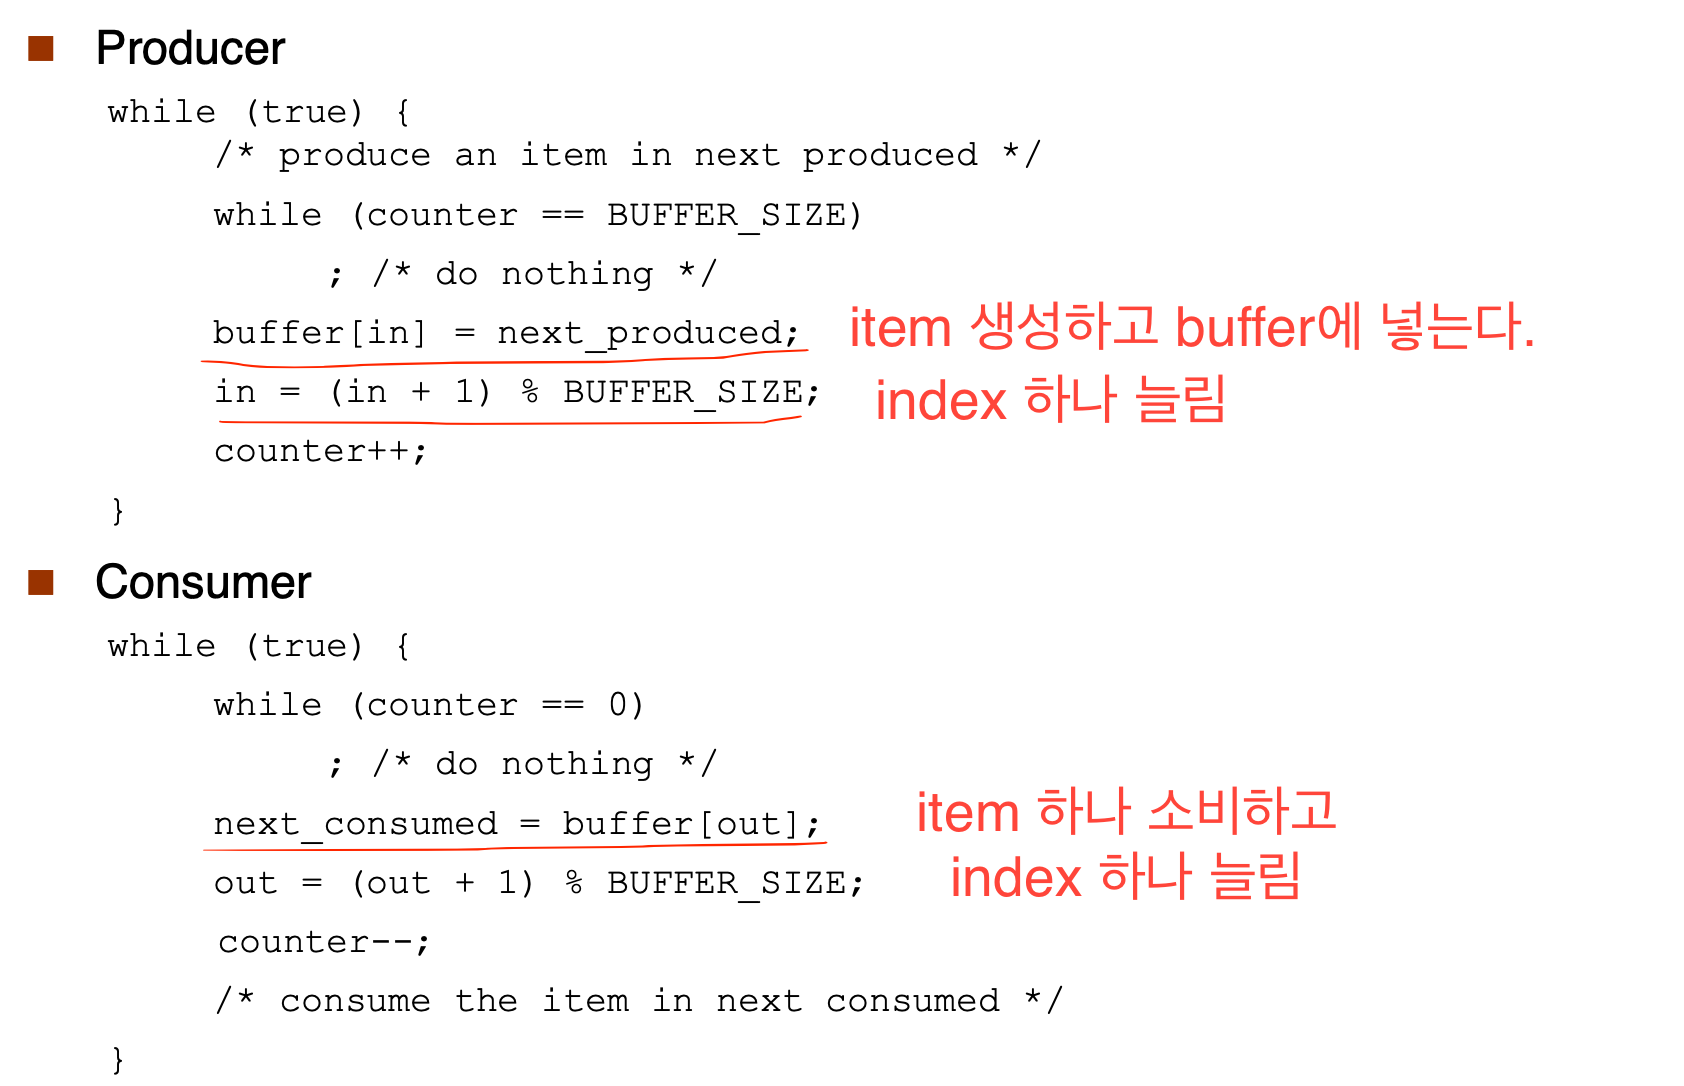 Producer
while (true) {
/* produce an item in next produced */
while (counter == BUFFER_SIZE)
; /* do nothing */
buffer[in] = next_produced; item 생성하고 buffer에 넣는다.
in = (in + 1) % BUFFER_SIZE; index 하나 늘림
counter++;
}
Consumer
while (true) {
while (counter == 0)
; /* do nothing */
next_consumed = buffer[out]; item 하나 소비하고
out = (out + 1) % BUFFER_SIZE; index 하나 늘림
counter--;
/* consume the item in next consumed */
}